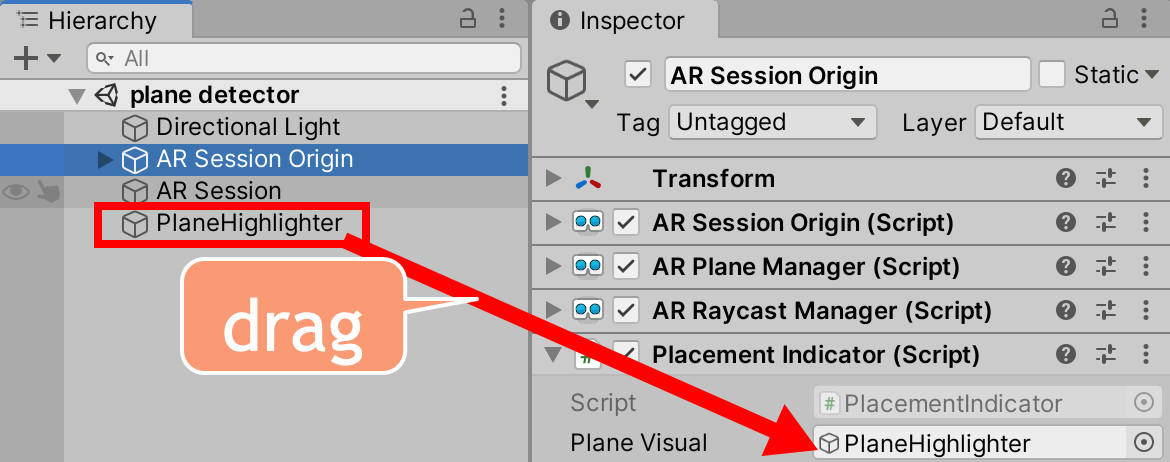 Hierarchy
All
plane detector
Directional Light
AR Session Origin
AR Session
PlaneHighlighter
drag
Inspector
AR Session Origin
Static
Tag Untagged Layer Default
Transform
AR Session Origin (Script)
AR Plane Manager (Script)
AR Raycast Manager (Script)
# Placement Indicator (Script)
Script # PlacementIndicator
Plane Visual PlaneHighlighter